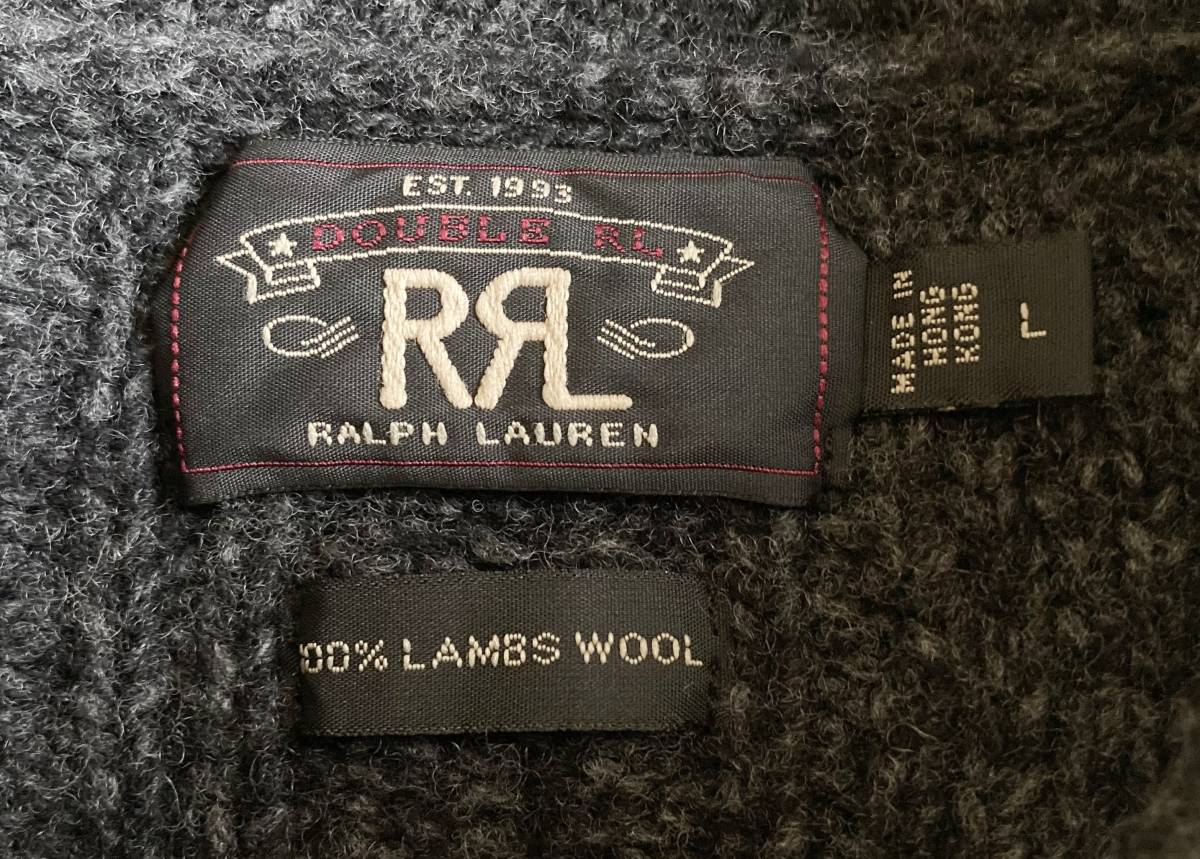 EST. 1993
DOUBLE RL
RRL
RALPH LAUREN
MADE IN
HONG
KONG
L
00% LAMBS WOOL